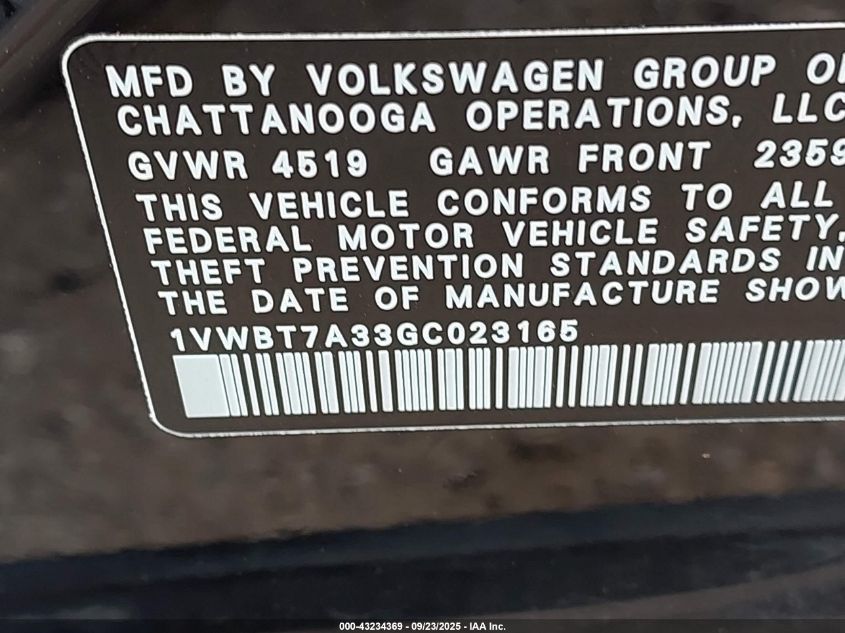 MFD BY VOLKSWAGEN GROUP OF
CHATTANOOGA OPERATIONS, LLC
GVWR 4519 GAWR FRONT 2359
THIS VEHICLE CONFORMS TO ALL
FEDERAL MOTOR VEHICLE SAFETY,
THEFT PREVENTION STANDARDS IN
THE DATE OF MANUFACTURE SHOW
1VWBT7A33GC023165
000-43234369 - 09/23/2025 - IAA Inc.